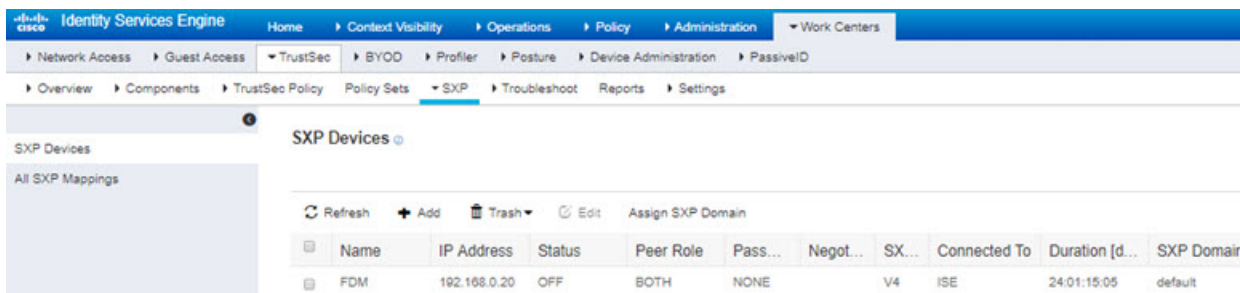 cisco Identity Services Engine Home Context Visibility Operations Policy Administration Work Centers
Network Access Guest Access TrustSec BYOD Profiler Posture Device Administration PassiveID
Overview Components TrustSec Policy Policy Sets SXP Troubleshoot Reports Settings
SXP Devices
All SXP Mappings
SXP Devices
Refresh Add Trash Edit Assign SXP Domain
Name IP Address Status Peer Role Pass... Negot... SX... Connected To Duration [d... SXP Domain
FDM 192.168.0.20 OFF BOTH NONE V4 ISE 24:01:15:05 default